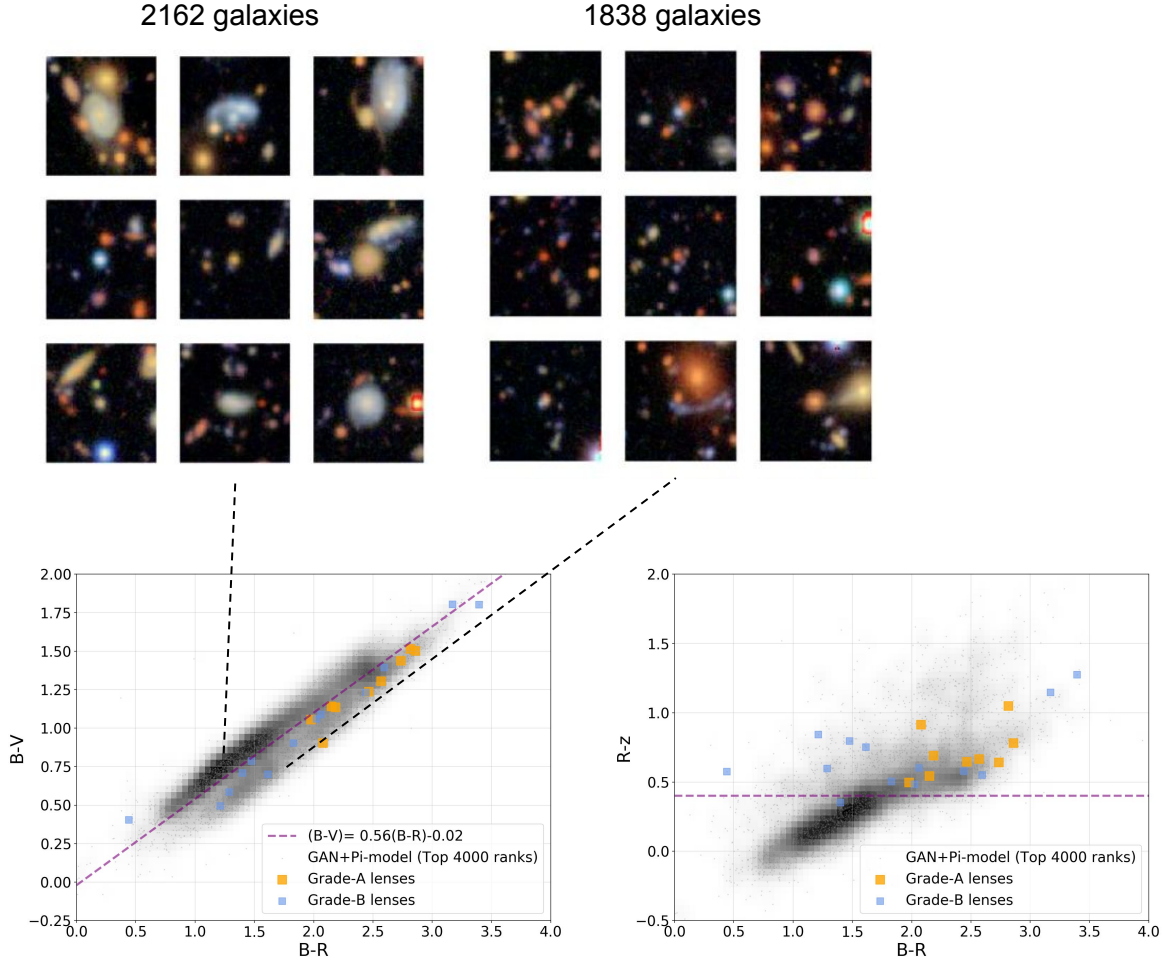 2162 galaxies
1838 galaxies
2.00
1.75
1.50
1.25
1.00
0.75
0.50
0.25
0.00
−0.25
B-V
0.0 0.5 1.0 1.5 2.0 2.5 3.0 3.5 4.0
B-R
(B-V)= 0.56(B-R)-0.02
GAN+Pi-model (Top 4000 ranks)
Grade-A lenses
Grade-B lenses
2.0
1.5
1.0
0.5
0.0
−0.5
R-z
0.0 0.5 1.0 1.5 2.0 2.5 3.0 3.5 4.0
B-R
GAN+Pi-model (Top 4000 ranks)
Grade-A lenses
Grade-B lenses